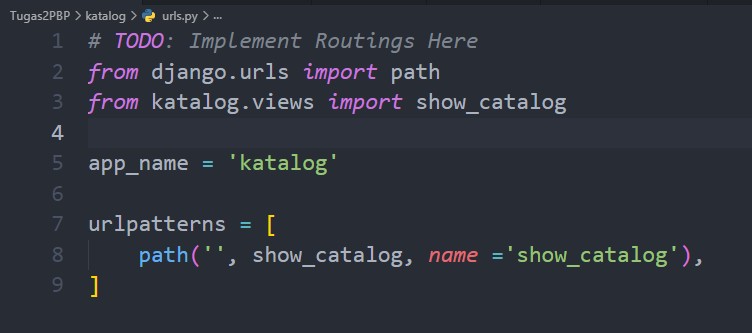 Tugas2PBP > katalog > urls.py > ...
1 # TODO: Implement Routings Here
2 from django.urls import path
3 from katalog.views import show_catalog
4
5 app_name = 'katalog'
6
7 urlpatterns = [
8     path('', show_catalog, name ='show_catalog'),
9 ]